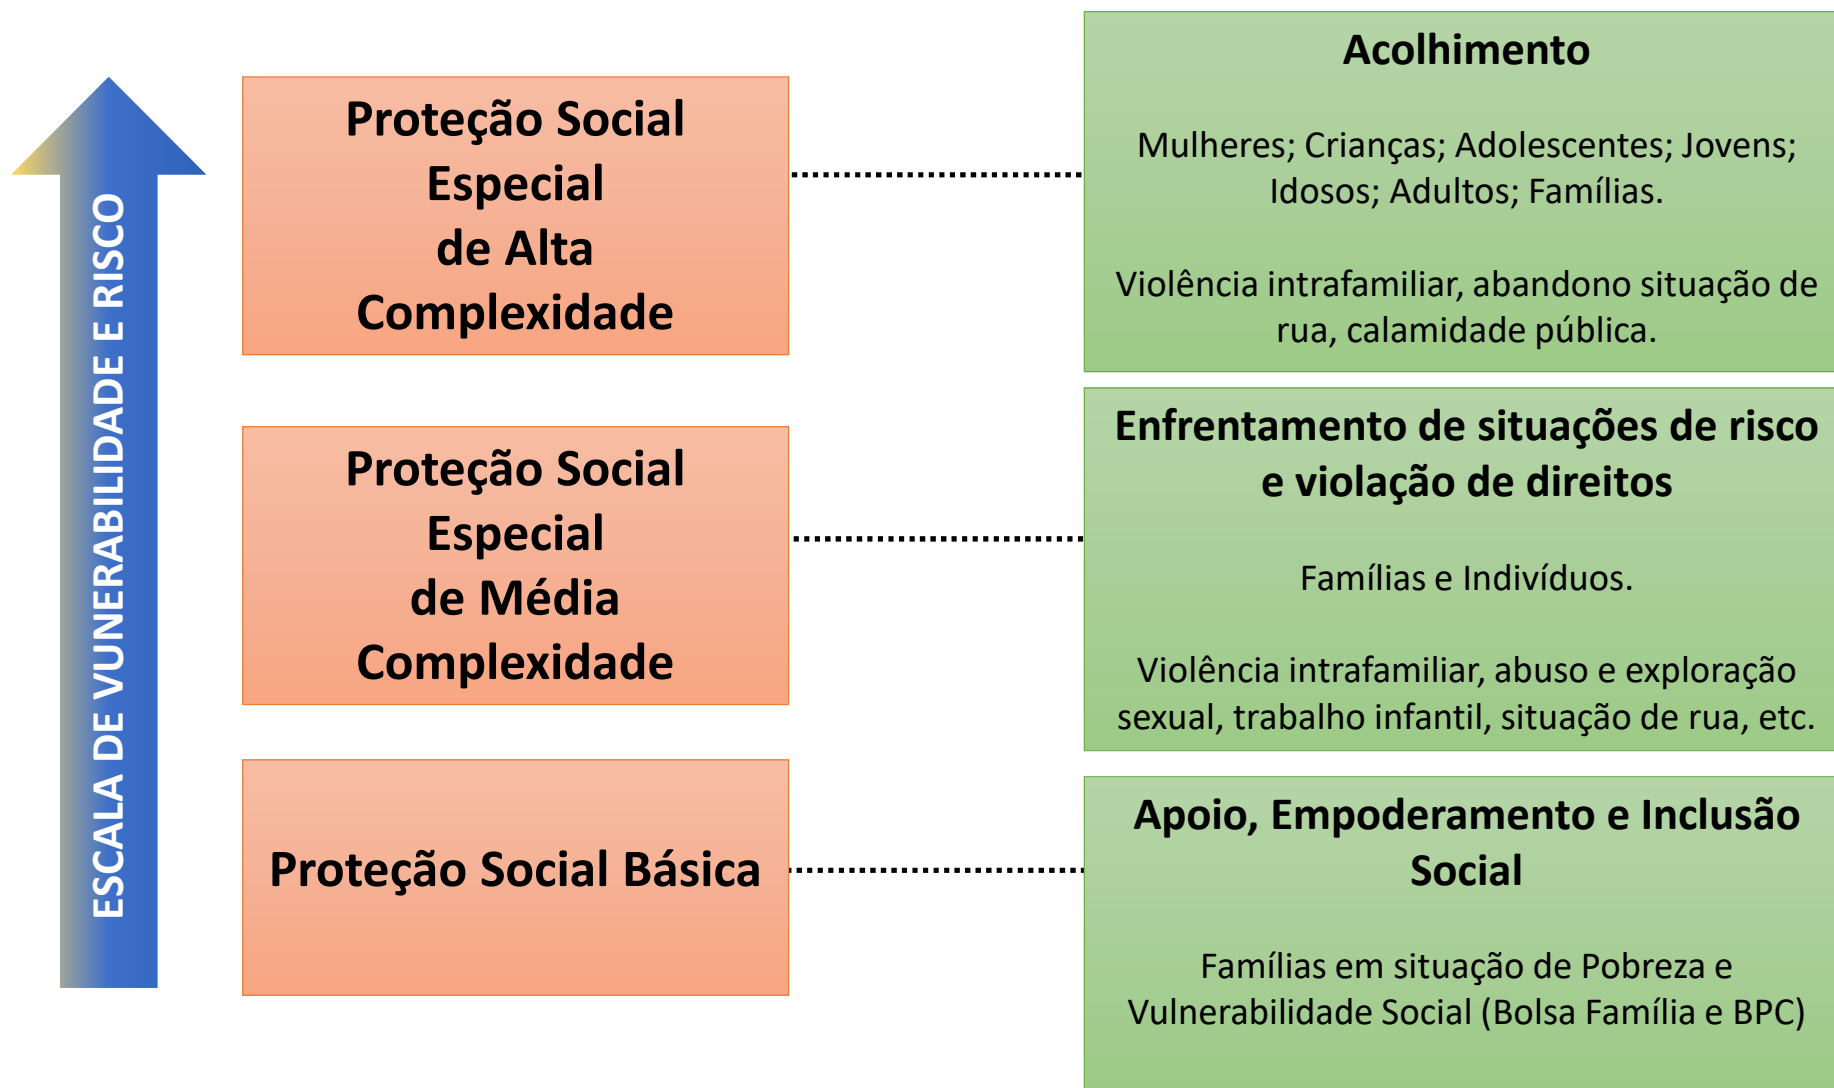 ESCALA DE VUNERABILIDADE E RISCO
Proteção Social
Especial
de Alta
Complexidade
Acolhimento
Mulheres; Crianças; Adolescentes; Jovens;
Idosos; Adultos; Famílias.
Violência intrafamiliar, abandono situação de
rua, calamidade pública.
Proteção Social
Especial
de Média
Complexidade
Enfrentamento de situações de risco
e violação de direitos
Famílias e Indivíduos.
Violência intrafamiliar, abuso e exploração
sexual, trabalho infantil, situação de rua, etc.
Proteção Social Básica
Apoio, Empoderamento e Inclusão
Social
Famílias em situação de Pobreza e
Vulnerabilidade Social (Bolsa Família e BPC)